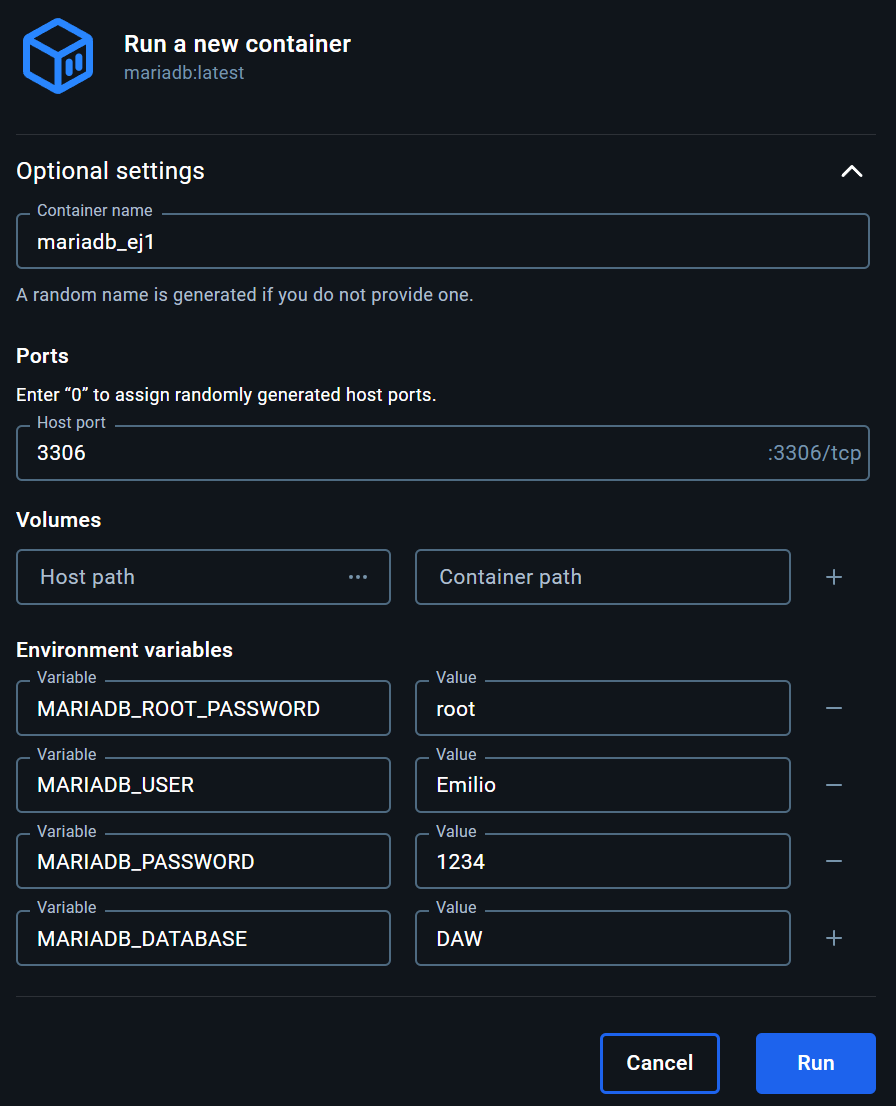 Run a new container
mariadb:latest
Optional settings
Container name
mariadb_ej1
A random name is generated if you do not provide one.
Ports
Enter “0” to assign randomly generated host ports.
Host port
3306 :3306/tcp
Volumes
Host path ··· Container path +
Environment variables
Variable Value
MARIADB_ROOT_PASSWORD root −
Variable Value
MARIADB_USER Emilio −
Variable Value
MARIADB_PASSWORD 1234 −
Variable Value
MARIADB_DATABASE DAW +
Cancel Run